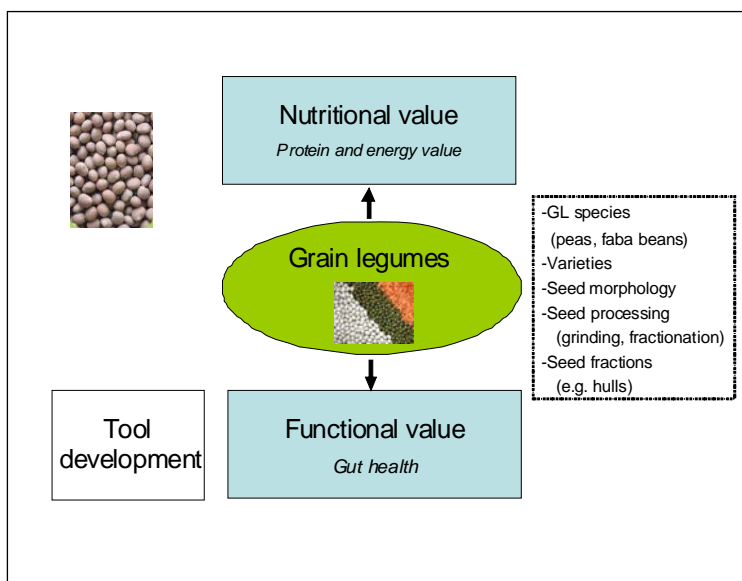 Nutritional value
Protein and energy value
Grain legumes
-GL species
(peas, faba beans)
-Varieties
-Seed morphology
-Seed processing
(grinding, fractionation)
-Seed fractions
(e.g. hulls)
Tool
development
Functional value
Gut health